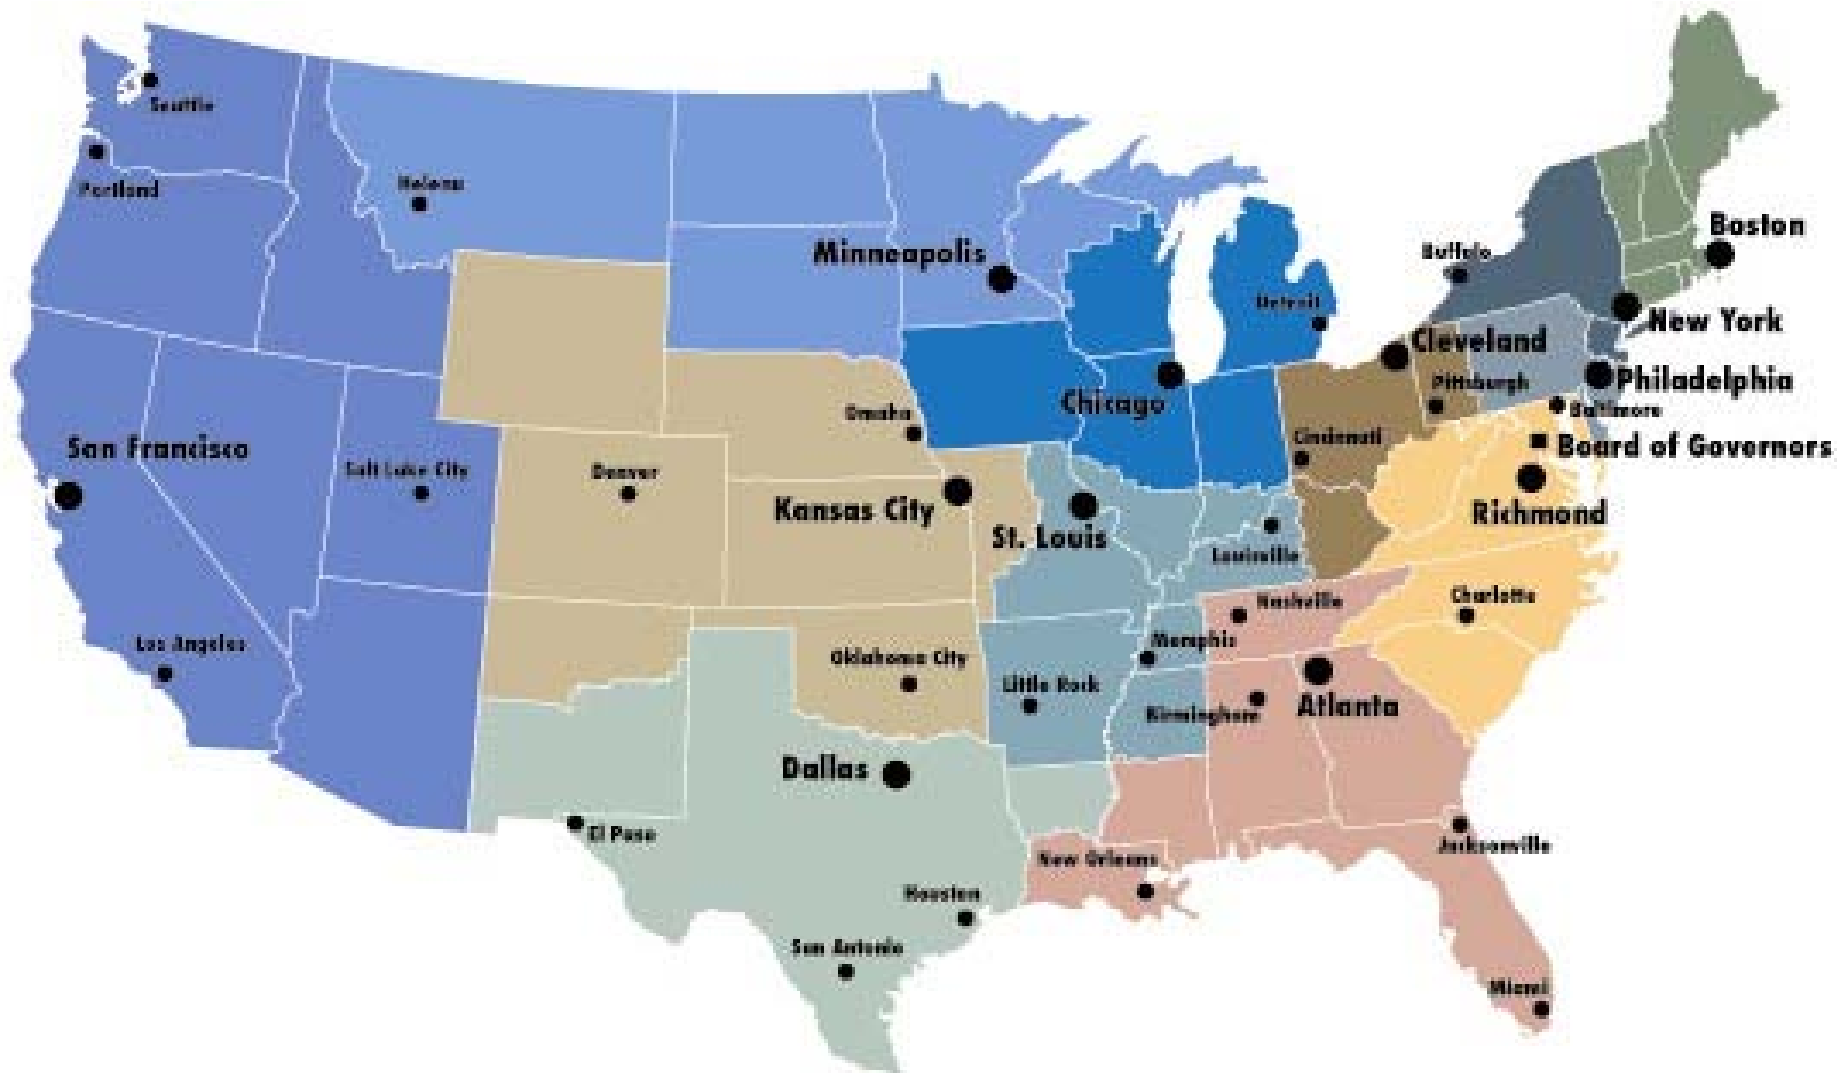 Seattle
Portland
Helena
Minneapolis
Boston
Buffalo
Detroit
New York
Cleveland
Chicago
Pittsburgh
Philadelphia
Omaha
Baltimore
Cincinnati
Board of Governors
San Francisco
Salt Lake City
Denver
Kansas City
St. Louis
Richmond
Louisville
Charlotte
Nashville
Los Angeles
Memphis
Oklahoma City
Little Rock
Birmingham
Atlanta
Dallas
El Paso
Jacksonville
New Orleans
Houston
San Antonio
Miami